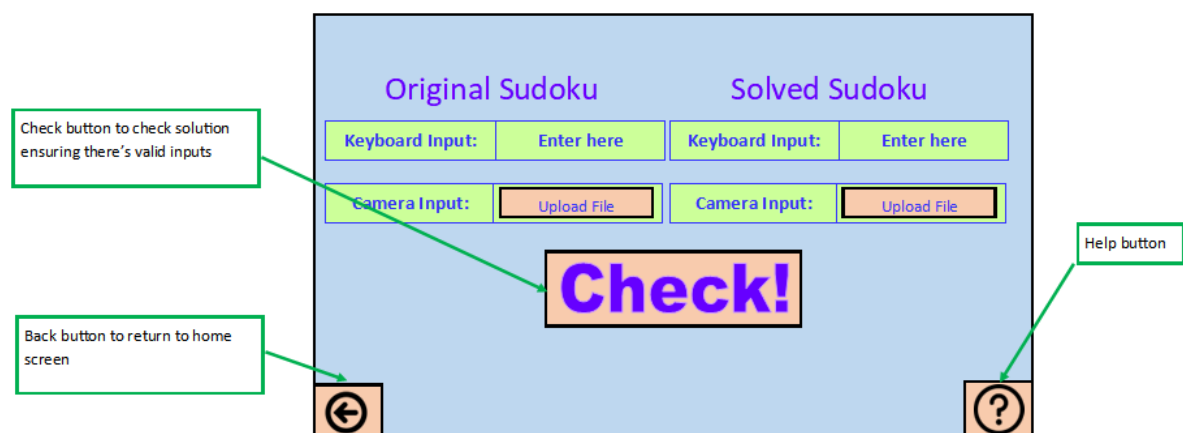 Original Sudoku
Solved Sudoku
Check button to check solution
ensuring there's valid inputs
Keyboard Input: Enter here
Keyboard Input: Enter here
Camera Input: Upload File
Camera Input: Upload File
Check!
Help button
Back button to return to home
screen
?